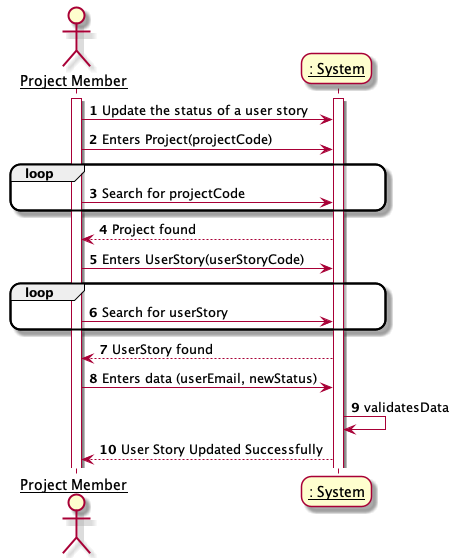 Project Member
: System
1 Update the status of a user story
2 Enters Project(projectCode)
loop
3 Search for projectCode
4 Project found
5 Enters UserStory(userStoryCode)
loop
6 Search for userStory
7 UserStory found
8 Enters data (userEmail, newStatus)
9 validatesData
10 User Story Updated Successfully
Project Member
: System